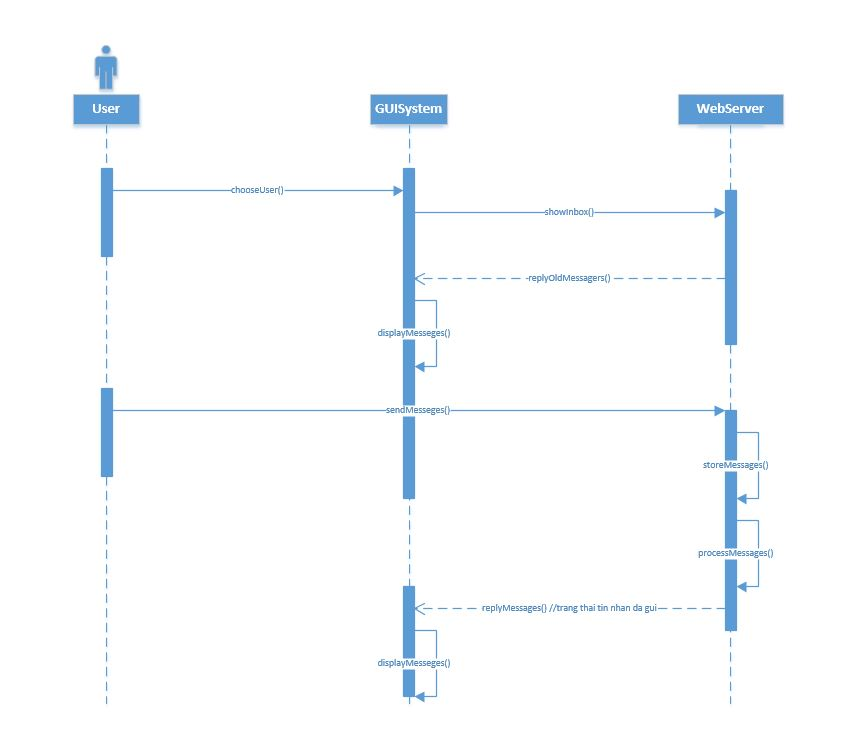 User
GUISystem
WebServer
chooseUser()
showInbox()
replyOldMessagers()
displayMesseges()
sendMesseges()
storeMessages()
processMessages()
replyMessages() //trang thai tin nhan da gui
displayMesseges()